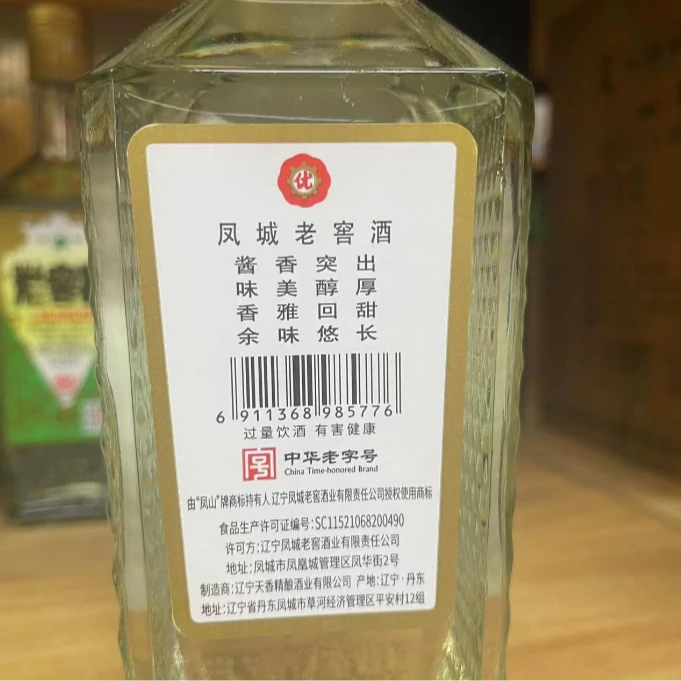 凤城老窖酒
酱香突出
味美醇厚
香雅回甜
余味悠长
6 911368 985776
过量饮酒 有害健康
中华老字号
China Time-honored Brand
由“凤山”牌商标持有人辽宁凤城老窖酒业有限责任公司授权使用商标
食品生产许可证编号:SC11521068200490
许可方:辽宁凤城老窖酒业有限责任公司
地址:凤城市凤凰城管理区凤华街2号
制造商:辽宁天香精酿酒业有限公司 产地:辽宁·丹东
地址:辽宁省丹东凤城市草河经济管理区平安村12组